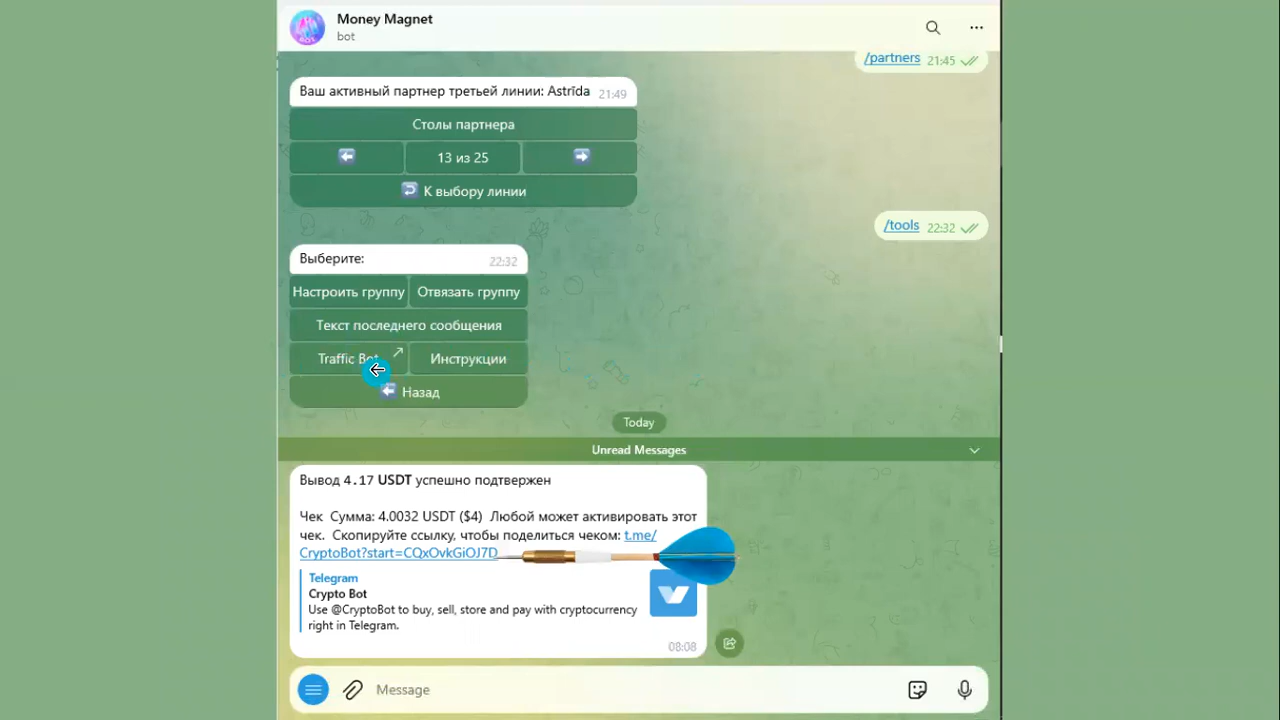 Money Magnet
bot
/partners 21:45
Ваш активный партнер третьей линии: Astrīda 21:49
Столы партнера
13 из 25
К выбору линии
/tools 22:32
Выберите: 22:32
Настроить группу Отвязать группу
Текст последнего сообщения
Traffic Bot Инструкции
Назад
Today
Unread Messages
Вывод 4.17 USDT успешно подтвержен
Чек Сумма: 4.0032 USDT ($4) Любой может активировать этот
чек. Скопируйте ссылку, чтобы поделиться чеком: t.me/
CryptoBot?start=CQxOvkGiOJ7D
Telegram
Crypto Bot
Use @CryptoBot to buy, sell, store and pay with cryptocurrency
right in Telegram.
08:08
Message